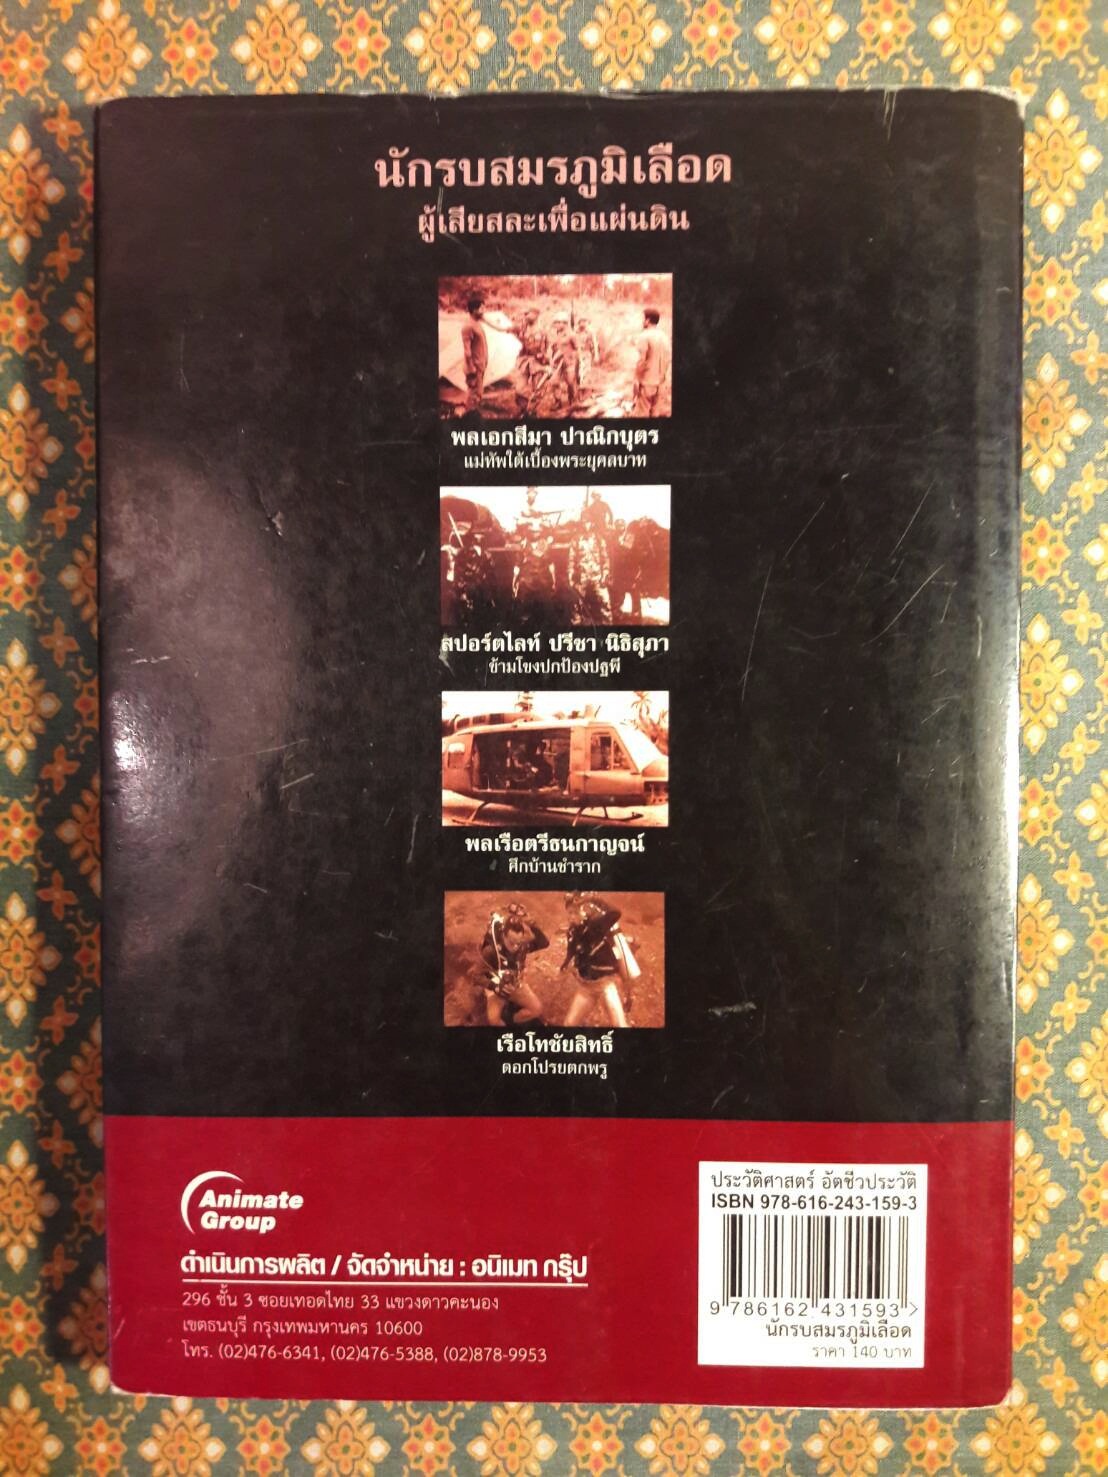 นักรบสมรภูมิเลือด
ผู้เสียสละเพื่อแผ่นดิน
พลเอกสีมา ปาณิกบุตร
แม่ทัพใต้เบื้องพระยุคลบาท
สปอร์ตไลท์ ปรีชา นิธิสุภา
ข้ามโขงปกป้องปฐพี
พลเรือตรีธนกาญจน์
ศึกบ้านชำราก
เรือโทชัยสิทธิ์
ดอกโปรยตกพรู
Animate
Group
ดำเนินการผลิต / จัดจำหน่าย : อนิเมท กรุ๊ป
296 ชั้น 3 ซอยเทอดไทย 33 แขวงดาวคะนอง
เขตธนบุรี กรุงเทพมหานคร 10600
โทร. (02)476-6341, (02)476-5388, (02)878-9953
ประวัติศาสตร์ อัตชีวประวัติ
ISBN 978-616-243-159-3
9 786162 431593 >
นักรบสมรภูมิเลือด
ราคา 140 บาท